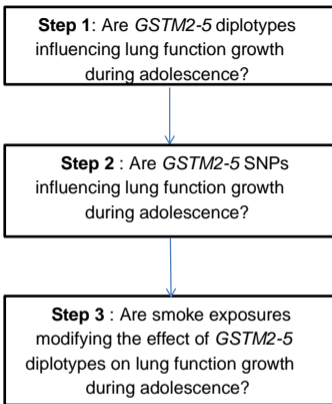 Step 1: Are GSTM2-5 diplotypes
influencing lung function growth
during adolescence?
Step 2 : Are GSTM2-5 SNPs
influencing lung function growth
during adolescence?
Step 3 : Are smoke exposures
modifying the effect of GSTM2-5
diplotypes on lung function growth
during adolescence?